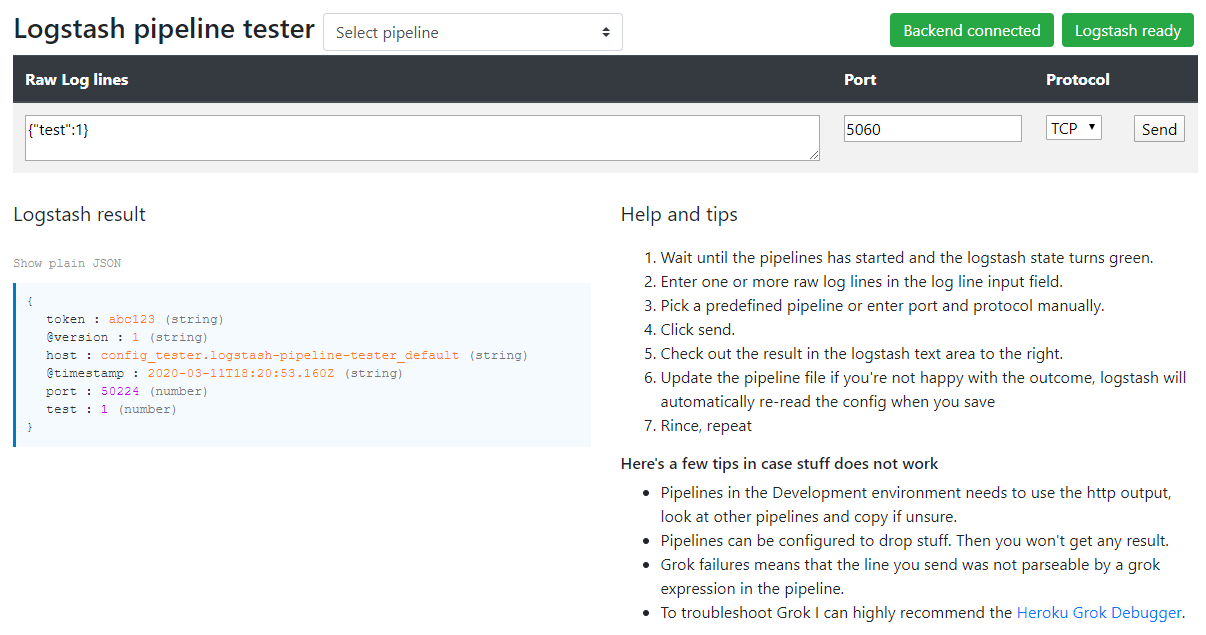 Logstash pipeline tester
Select pipeline
Backend connected
Logstash ready
Raw Log lines
Port
Protocol
{"test":1}
5060
TCP
Send
Logstash result
Show plain JSON
{
token : abc123 (string)
@version : 1 (string)
host : config_tester.logstash-pipeline-tester_default (string)
@timestamp : 2020-03-11T18:20:53.160Z (string)
port : 50224 (number)
test : 1 (number)
}
Help and tips
1. Wait until the pipelines has started and the logstash state turns green.
2. Enter one or more raw log lines in the log line input field.
3. Pick a predefined pipeline or enter port and protocol manually.
4. Click send.
5. Check out the result in the logstash text area to the right.
6. Update the pipeline file if you're not happy with the outcome, logstash will
automatically re-read the config when you save
7. Rince, repeat
Here's a few tips in case stuff does not work
• Pipelines in the Development environment needs to use the http output,
look at other pipelines and copy if unsure.
• Pipelines can be configured to drop stuff. Then you won't get any result.
• Grok failures means that the line you send was not parseable by a grok
expression in the pipeline.
• To troubleshoot Grok I can highly recommend the Heroku Grok Debugger.